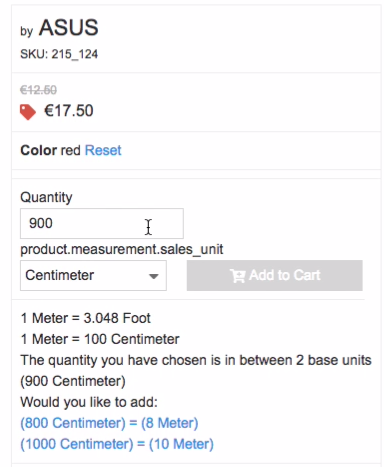 by ASUS
SKU: 215_124
€12.50
€17.50
Color red Reset
Quantity
900
product.measurement.sales_unit
Centimeter
Add to Cart
1 Meter = 3.048 Foot
1 Meter = 100 Centimeter
The quantity you have chosen is in between 2 base units
(900 Centimeter)
Would you like to add:
(800 Centimeter) = (8 Meter)
(1000 Centimeter) = (10 Meter)